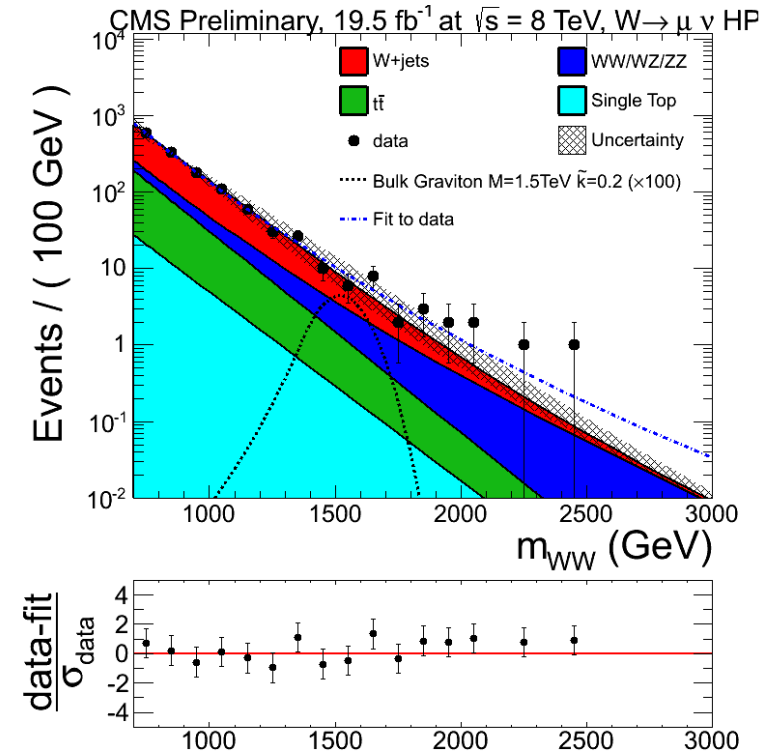 CMS Preliminary, 19.5 fb⁻¹ at √s = 8 TeV, W→ μ ν HP
W+jets
WW/WZ/ZZ
tt̄
Single Top
data
Uncertainty
Bulk Graviton M=1.5TeV k̃=0.2 (×100)
Fit to data
Events / ( 100 GeV )
10⁴
10³
10²
10
1
10⁻¹
10⁻²
1000 1500 2000 2500 3000
m_WW (GeV)
data-fit
σ_data
4
2
0
-2
-4
1000 1500 2000 2500 3000